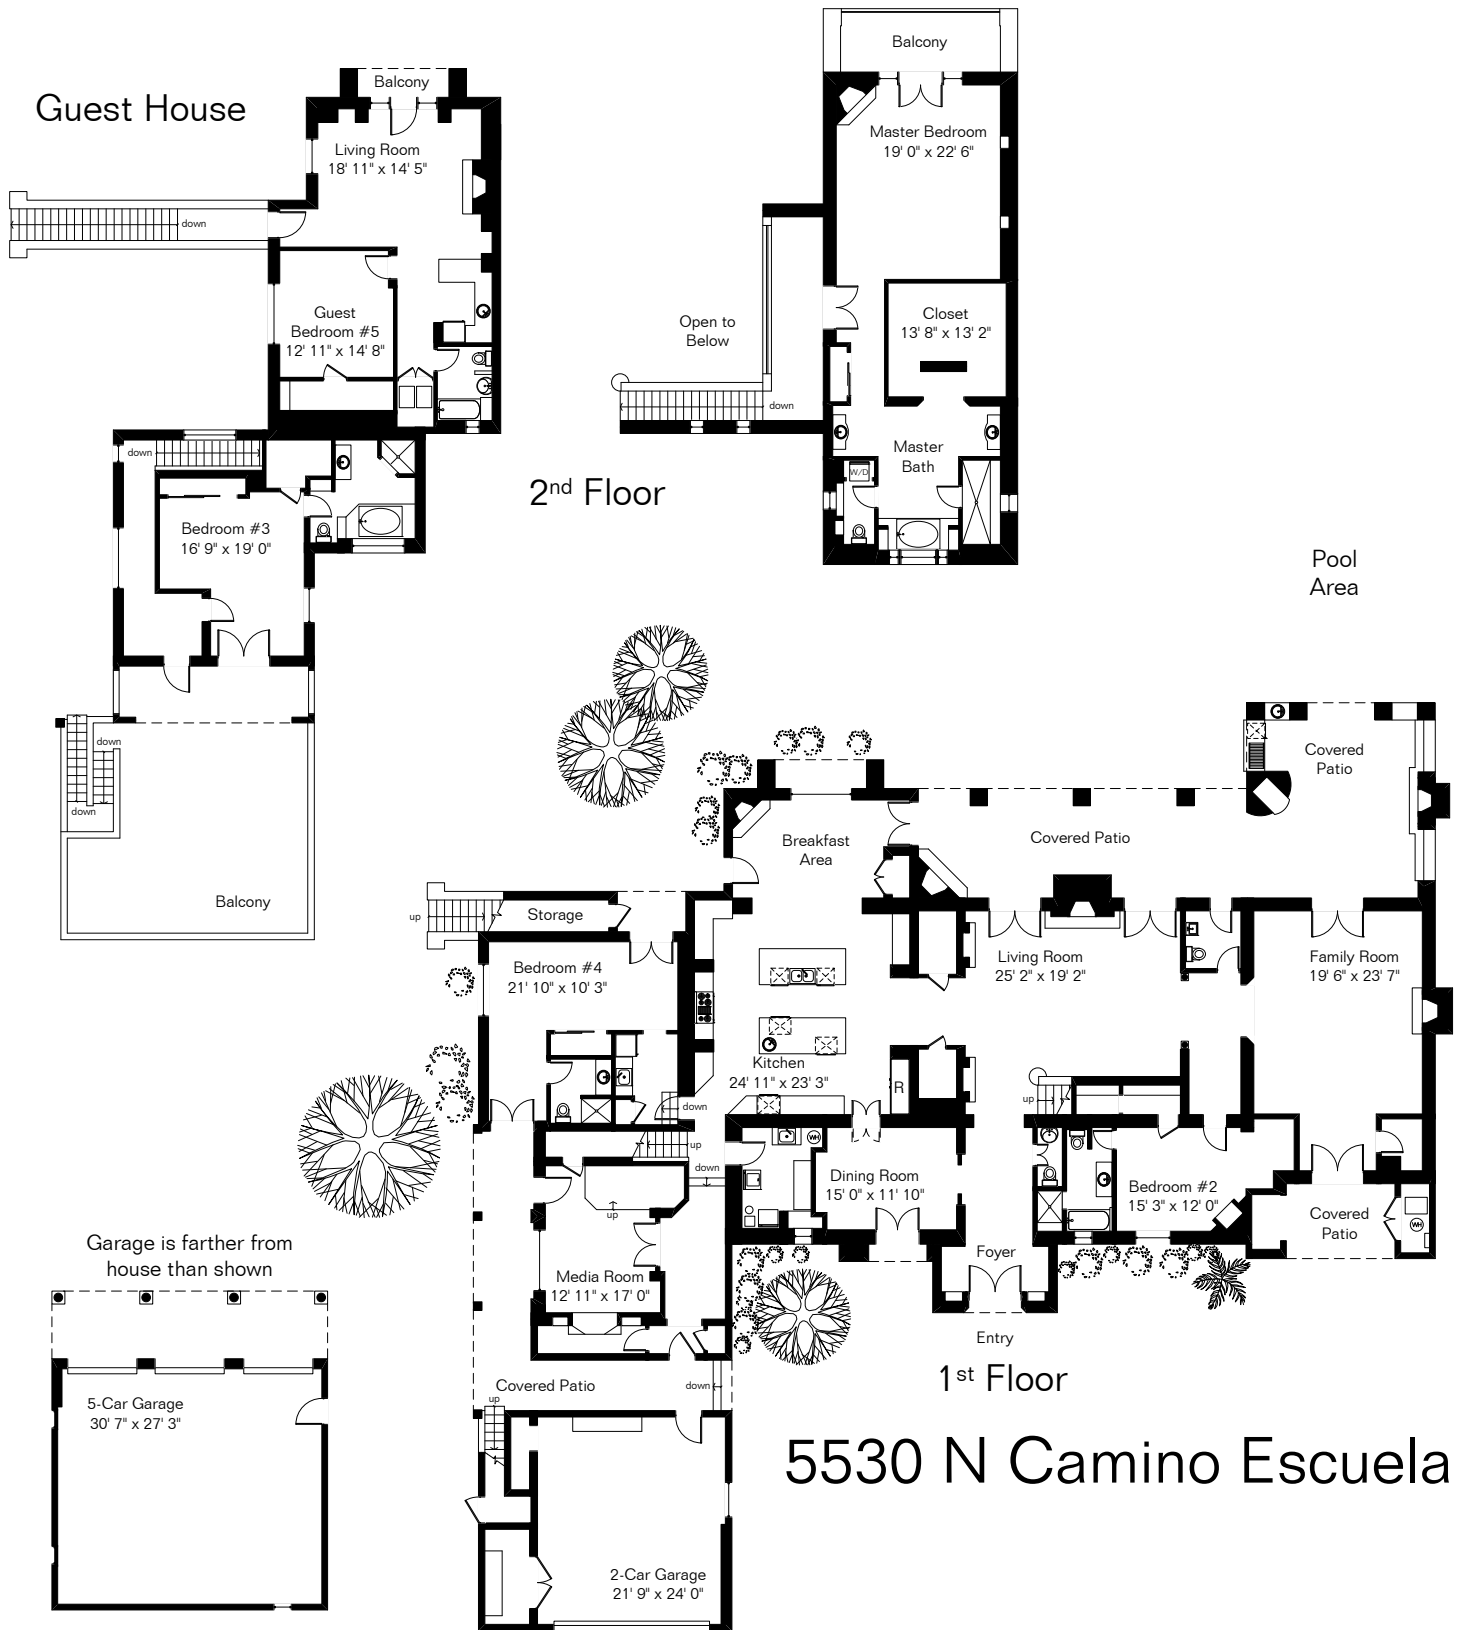 Balcony
Master Bedroom
19' 0" x 22' 6"
Closet
13' 8" x 13' 2"
Open to
Below
down
Master
Bath
W/D
2nd Floor
Guest House
Balcony
Living Room
18' 11" x 14' 5"
down
Guest
Bedroom #5
12' 11" x 14' 8"
down
Bedroom #3
16' 9" x 19' 0"
down
down
Balcony
Pool
Area
Covered
Patio
Covered Patio
Breakfast
Area
up
Storage
Bedroom #4
21' 10" x 10' 3"
Living Room
25' 2" x 19' 2"
Family Room
19' 6" x 23' 7"
Kitchen
24' 11" x 23' 3"
R
up
down
up
down
WH
Dining Room
15' 0" x 11' 10"
Bedroom #2
15' 3" x 12' 0"
Covered
Patio
WH
up
Media Room
12' 11" x 17' 0"
Foyer
Entry
1st Floor
Covered Patio
down
up
2-Car Garage
21' 9" x 24' 0"
Garage is farther from
house than shown
5-Car Garage
30' 7" x 27' 3"
5530 N Camino Escuela